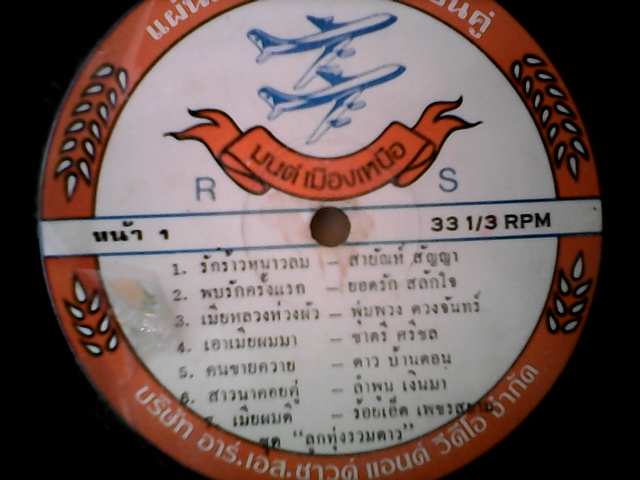 แผ่น
บินคู่
มนต์เมืองเหนือ
R S
หน้า 1 33 1/3 RPM
1. รักร้าวหนาวลม – สายัณห์ สัญญา
2. พบรักครั้งแรก – ยอดรัก สลักใจ
3. เมียหลวงห่วงผัว – พุ่มพวง ดวงจันทร์
4. เอาเมียผมมา – ชาตรี ศรีชล
5. คนขายควาย – ดาว บ้านดอน
6. สาวนาคอยคู่ – ลำพูน เงินมา
7. เมียผมดี – ร้อยเอ็ด เพชรสยาม
ชุด "ลูกทุ่งรวมดาว"
บริษัท อาร์.เอส.ซาวด์ แอนด์ วีดีโอ จำกัด